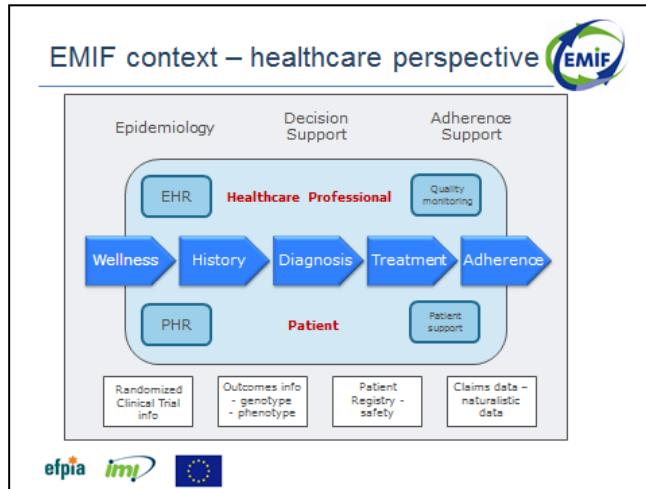 EMIF context – healthcare perspective
EMIF
Epidemiology
Decision
Support
Adherence
Support
EHR
Healthcare Professional
Quality
monitoring
Wellness
History
Diagnosis
Treatment
Adherence
PHR
Patient
Patient
support
Randomized
Clinical Trial
info
Outcomes info
- genotype
- phenotype
Patient
Registry -
safety
Claims data –
naturalistic
data
efpia
imi